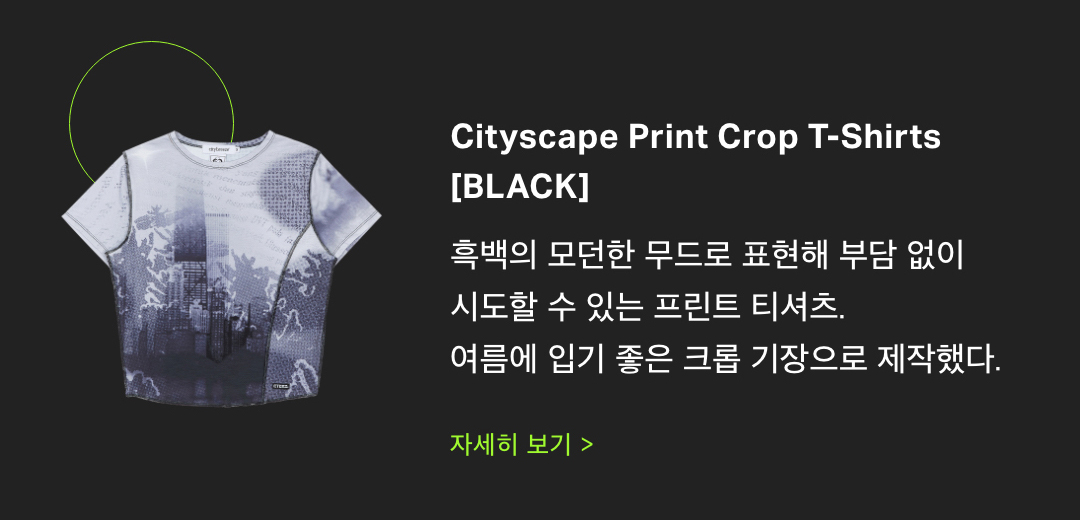 Cityscape Print Crop T-Shirts
[BLACK]
흑백의 모던한 무드로 표현해 부담 없이
시도할 수 있는 프린트 티셔츠.
여름에 입기 좋은 크롭 기장으로 제작했다.
자세히 보기 >